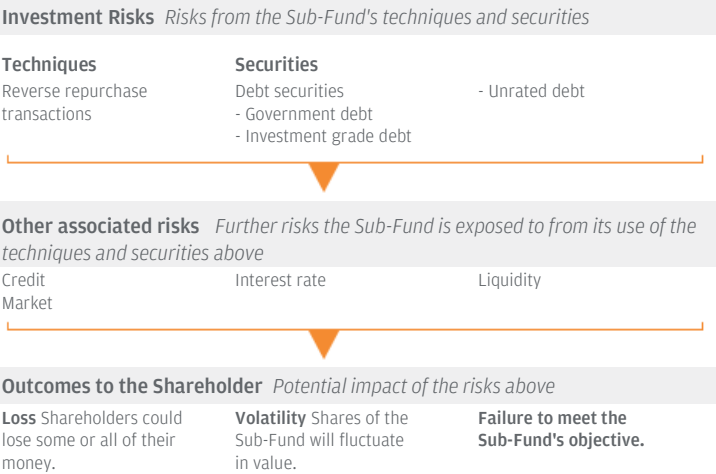 Investment Risks Risks from the Sub-Fund's techniques and securities
Techniques
Reverse repurchase
transactions
Securities
Debt securities
- Government debt
- Investment grade debt
- Unrated debt
Other associated risks Further risks the Sub-Fund is exposed to from its use of the
techniques and securities above
Credit
Market
Interest rate
Liquidity
Outcomes to the Shareholder Potential impact of the risks above
Loss Shareholders could
lose some or all of their
money.
Volatility Shares of the
Sub-Fund will fluctuate
in value.
Failure to meet the
Sub-Fund's objective.